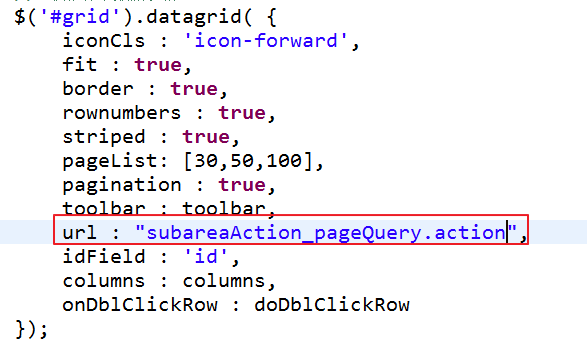 $('#grid').datagrid( {
iconCls : 'icon-forward',
fit : true,
border : true,
rownumbers : true,
striped : true,
pageList: [30,50,100],
pagination : true,
toolbar : toolbar,
url : "subareaAction_pageQuery.action",
idField : 'id',
columns : columns,
onDblClickRow : doDblClickRow
});